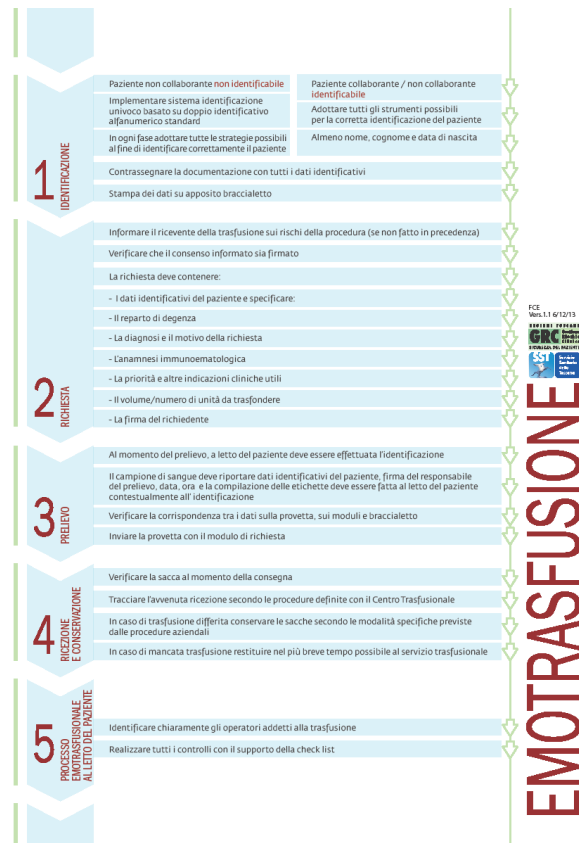 Paziente non collaborante non identificabile
Implementare sistema identificazione
univoco basato su doppio identificativo
alfanumerico standard
In ogni fase adottare tutte le strategie possibili
al fine di identificare correttamente il paziente
Paziente collaborante / non collaborante
identificabile
Adottare tutti gli strumenti possibili
per la corretta identificazione del paziente
Almeno nome, cognome e data di nascita
1
IDENTIFICAZIONE
Contrassegnare la documentazione con tutti i dati identificativi
Stampa dei dati su apposito braccialetto
2
RICHIESTA
Informare il ricevente della trasfusione sui rischi della procedura (se non fatto in precedenza)
Verificare che il consenso informato sia firmato
La richiesta deve contenere:
- I dati identificativi del paziente e specificare:
- Il reparto di degenza
- La diagnosi e il motivo della richiesta
- L'anamnesi immunoematologica
- La priorità e altre indicazioni cliniche utili
- Il volume/numero di unità da trasfondere
- La firma del richiedente
3
PRELIEVO
Al momento del prelievo, a letto del paziente deve essere effettuata l'identificazione
Il campione di sangue deve riportare dati identificativi del paziente, firma del responsabile
del prelievo, data, ora e la compilazione delle etichette deve essere fatta al letto del paziente
contestualmente all' identificazione
Verificare la corrispondenza tra i dati sulla provetta, sui moduli e braccialetto
Inviare la provetta con il modulo di richiesta
4
RICEZIONE
E CONSERVAZIONE
Verificare la sacca al momento della consegna
Tracciare l'avvenuta ricezione secondo le procedure definite con il Centro Trasfusionale
In caso di trasfusione differita conservare le sacche secondo le modalità specifiche previste
dalle procedure aziendali
In caso di mancata trasfusione restituire nel più breve tempo possibile al servizio trasfusionale
5
PROCESSO
EMOTRASFUSIONALE
AL LETTO DEL PAZIENTE
Identificare chiaramente gli operatori addetti alla trasfusione
Realizzare tutti i controlli con il supporto della check list
FCE
Vers.1.1 6/12/13
REGIONE TOSCANA
GRC
SICUREZZA DEL PAZIENTE
SST
Servizio
Sanitario
della
Toscana
EMOTRASFUSIONE